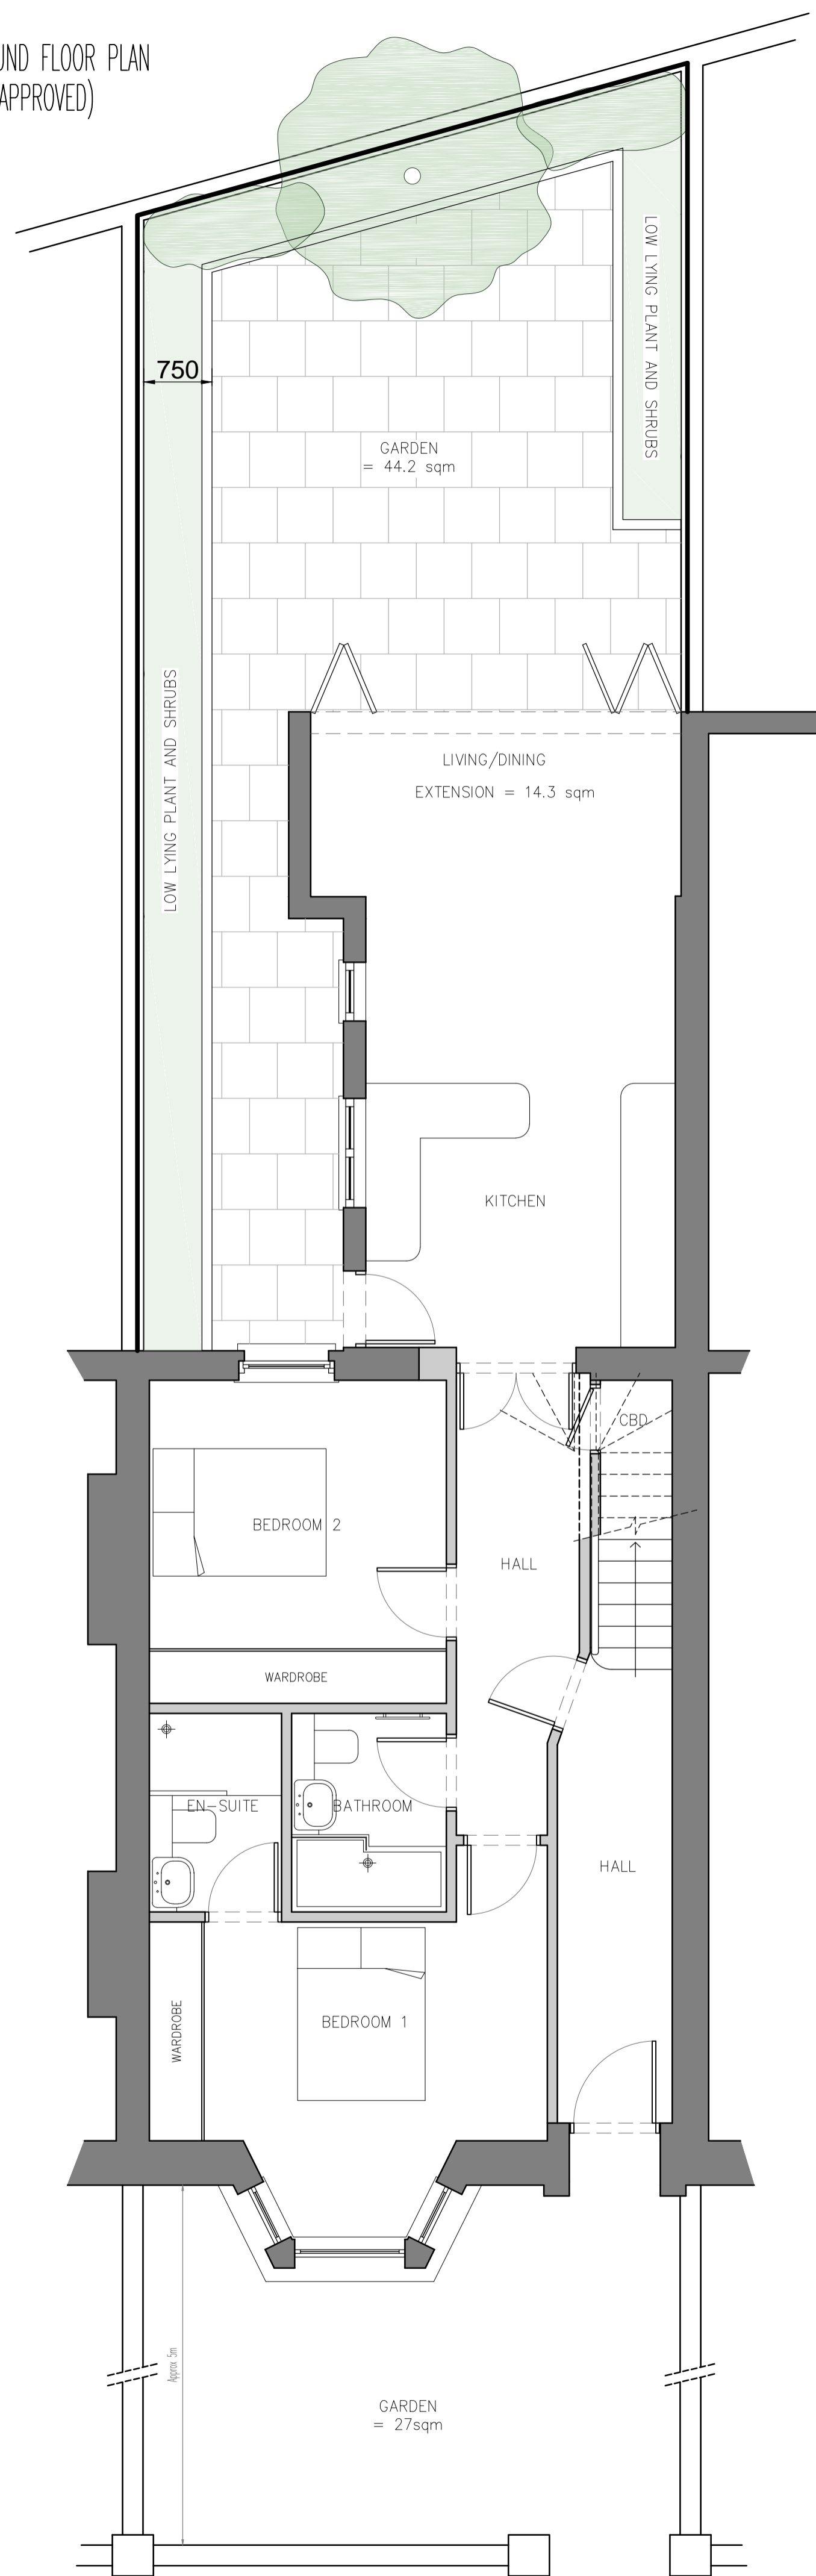 UND FLOOR PLAN
APPROVED)
LOW LYING PLANT AND SHRUBS
750
GARDEN
= 44.2 sqm
LOW LYING PLANT AND SHRUBS
LIVING/DINING
EXTENSION = 14.3 sqm
KITCHEN
CBD
BEDROOM 2
HALL
WARDROBE
EN-SUITE
BATHROOM
HALL
WARDROBE
BEDROOM 1
Approx 5m
GARDEN
= 27sqm